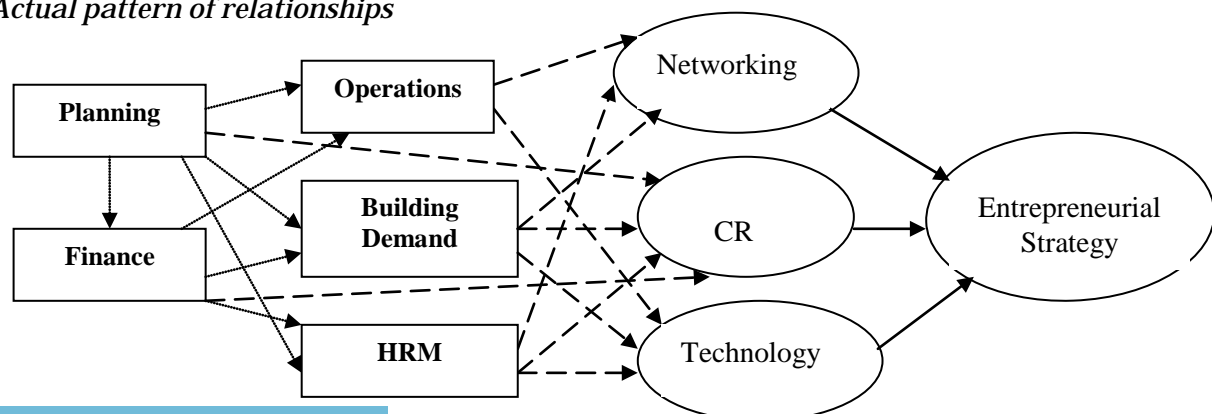 Actual pattern of relationships
Planning
Finance
Operations
Building
Demand
HRM
Networking
CR
Technology
Entrepreneurial
Strategy